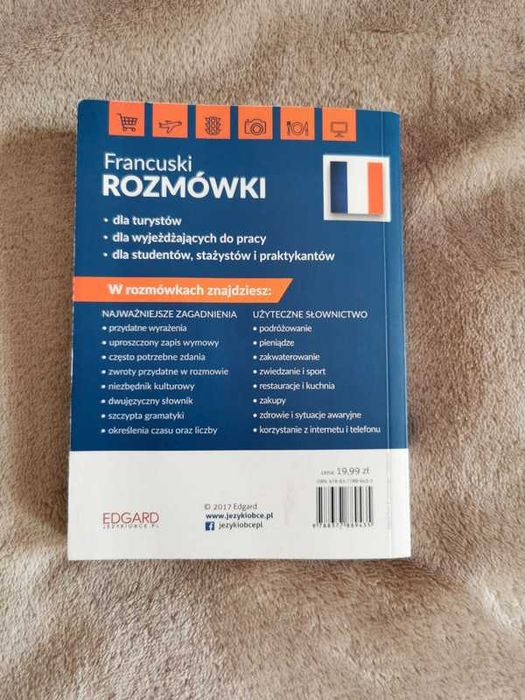 Francuski
ROZMÓWKI
• dla turystów
• dla wyjeżdżających do pracy
• dla studentów, stażystów i praktykantów
W rozmówkach znajdziesz:
NAJWAŻNIEJSZE ZAGADNIENIA
• przydatne wyrażenia
• uproszczony zapis wymowy
• często potrzebne zdania
• zwroty przydatne w rozmowie
• niezbędnik kulturowy
• dwujęzyczny słownik
• szczypta gramatyki
• określenia czasu oraz liczby
UŻYTECZNE SŁOWNICTWO
• podróżowanie
• pieniądze
• zakwaterowanie
• zwiedzanie i sport
• restauracje i kuchnia
• zakupy
• zdrowie i sytuacje awaryjne
• korzystanie z internetu i telefonu
cena: 19,99 zł
EDGARD
JEZYKIOBCE.PL
© 2017 Edgard
www.jezykiobce.pl
jezykiobcepl